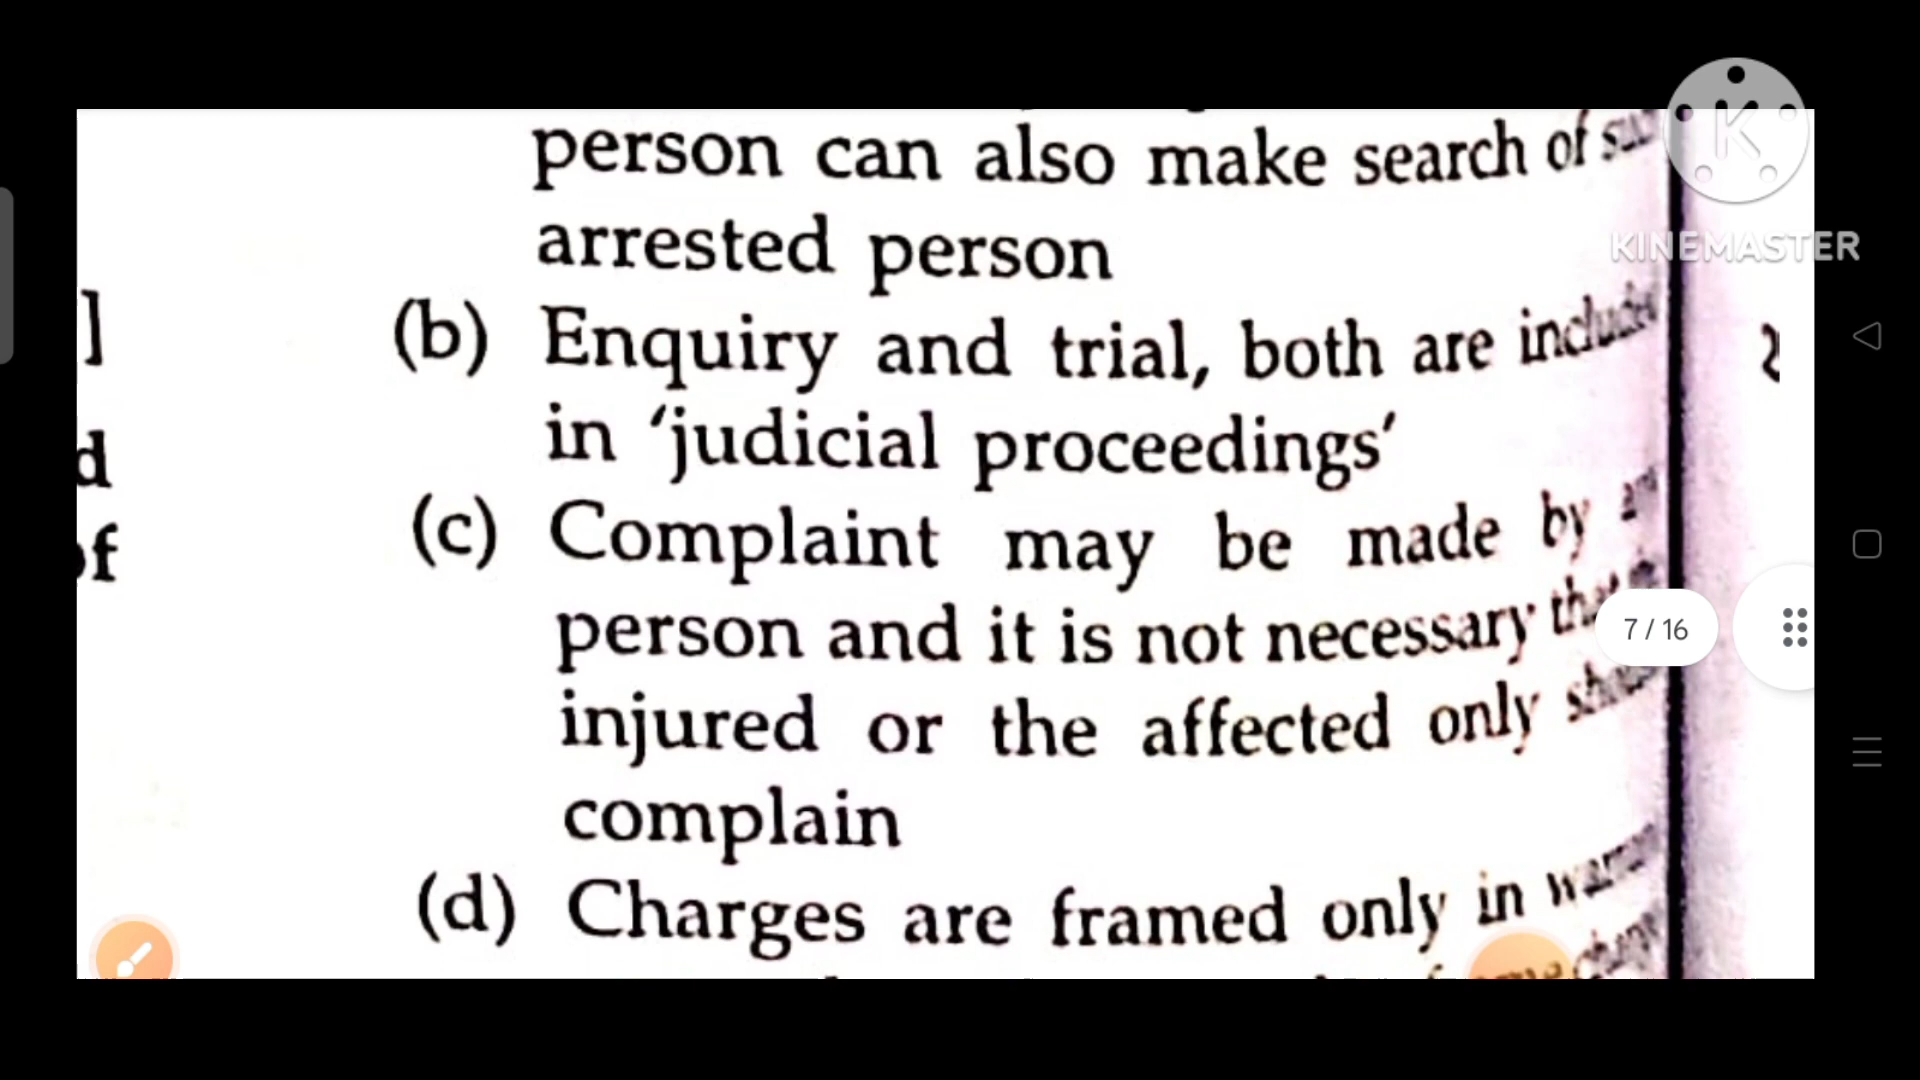 person can also make search of
arrested person
(b) Enquiry and trial, both are
in ‘judicial proceedings’
(c) Complaint may be made by
person and it is not necessary
injured or the affected only
complain
(d) Charges are framed only in
]
d
of
KINEMASTER
7 / 16